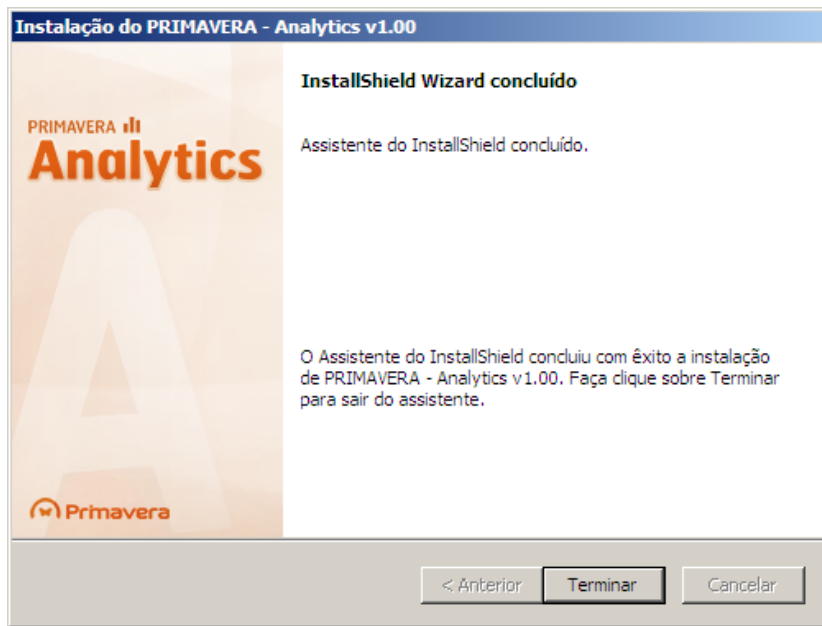 Instalação do PRIMAVERA - Analytics v1.00
InstallShield Wizard concluído
PRIMAVERA
Analytics
Assistente do InstallShield concluído.
O Assistente do InstallShield concluiu com êxito a instalação
de PRIMAVERA - Analytics v1.00. Faça clique sobre Terminar
para sair do assistente.
Primavera
< Anterior
Terminar
Cancelar